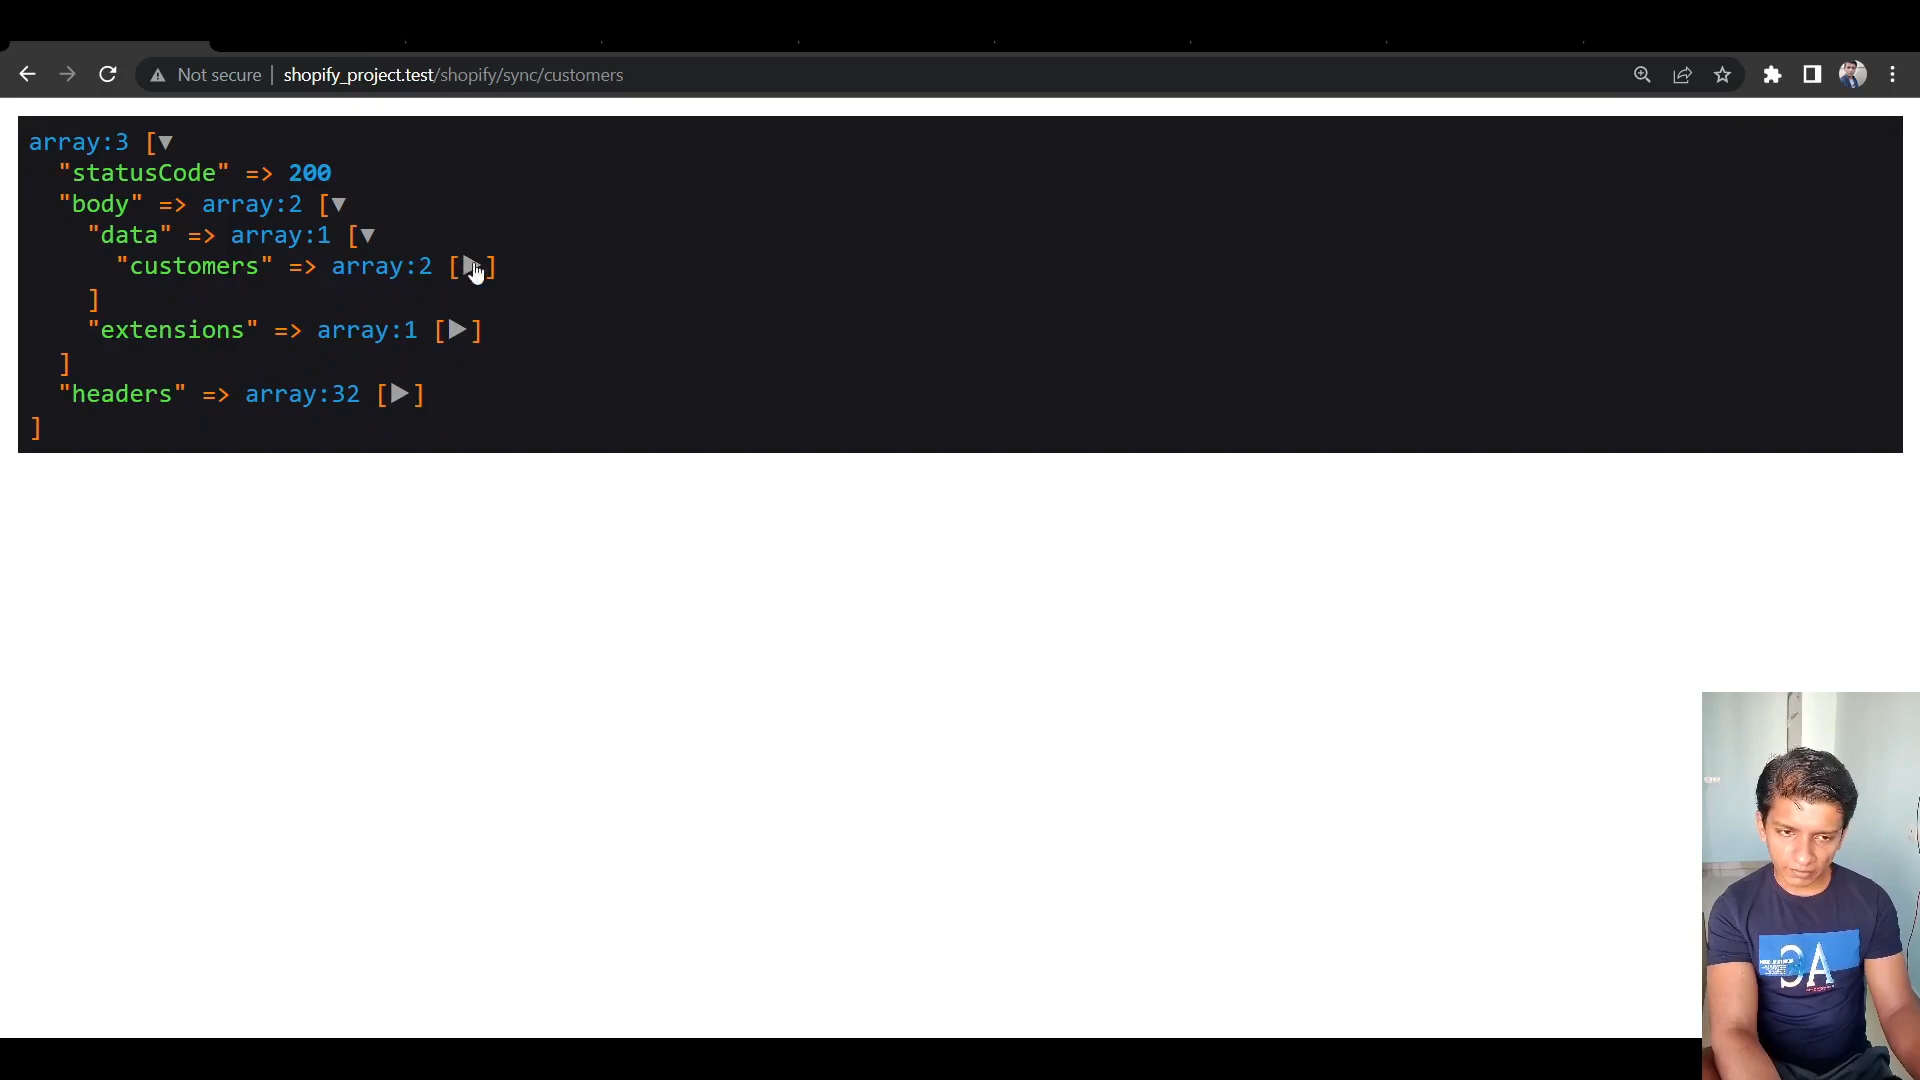 Not secure | shopify_project.test/shopify/sync/customers
array:3 [▼
"statusCode" => 200
"body" => array:2 [▼
"data" => array:1 [▼
"customers" => array:2 [▶]
]
"extensions" => array:1 [▶]
]
"headers" => array:32 [▶]
]